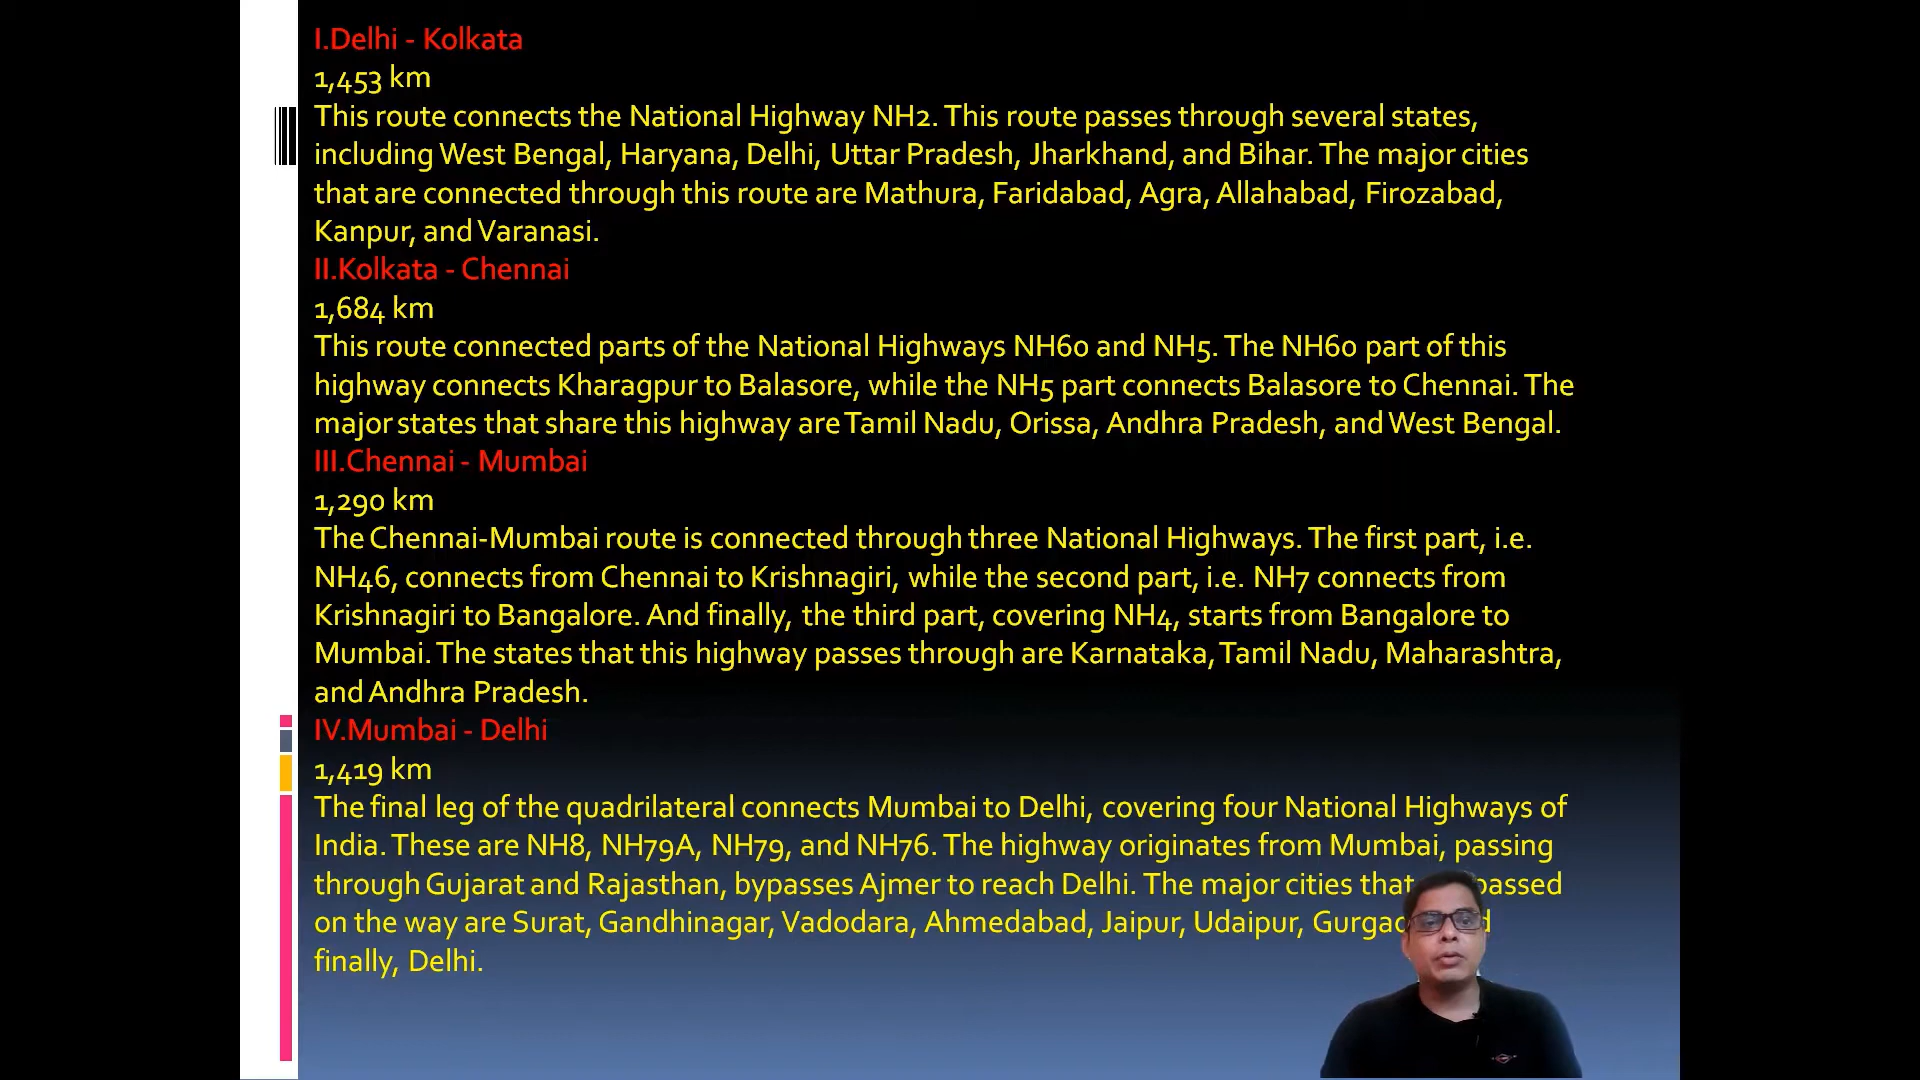 I.Delhi - Kolkata
1,453 km
This route connects the National Highway NH2. This route passes through several states,
including West Bengal, Haryana, Delhi, Uttar Pradesh, Jharkhand, and Bihar. The major cities
that are connected through this route are Mathura, Faridabad, Agra, Allahabad, Firozabad,
Kanpur, and Varanasi.
II.Kolkata - Chennai
1,684 km
This route connected parts of the National Highways NH60 and NH5. The NH60 part of this
highway connects Kharagpur to Balasore, while the NH5 part connects Balasore to Chennai. The
major states that share this highway are Tamil Nadu, Orissa, Andhra Pradesh, and West Bengal.
III.Chennai - Mumbai
1,290 km
The Chennai-Mumbai route is connected through three National Highways. The first part, i.e.
NH46, connects from Chennai to Krishnagiri, while the second part, i.e. NH7 connects from
Krishnagiri to Bangalore. And finally, the third part, covering NH4, starts from Bangalore to
Mumbai. The states that this highway passes through are Karnataka, Tamil Nadu, Maharashtra,
and Andhra Pradesh.
IV.Mumbai - Delhi
1,419 km
The final leg of the quadrilateral connects Mumbai to Delhi, covering four National Highways of
India. These are NH8, NH79A, NH79, and NH76. The highway originates from Mumbai, passing
through Gujarat and Rajasthan, bypasses Ajmer to reach Delhi. The major cities that passed
on the way are Surat, Gandhinagar, Vadodara, Ahmedabad, Jaipur, Udaipur,
finally, Delhi.